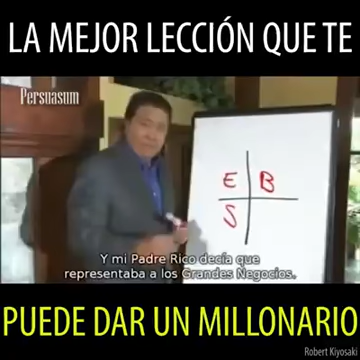 LA MEJOR LECCIÓN QUE TE
Persuasum
E B
S
Y mi Padre Rico decía que
representaba a los Grandes Negocios.
PUEDE DAR UN MILLONARIO
Robert Kiyosaki